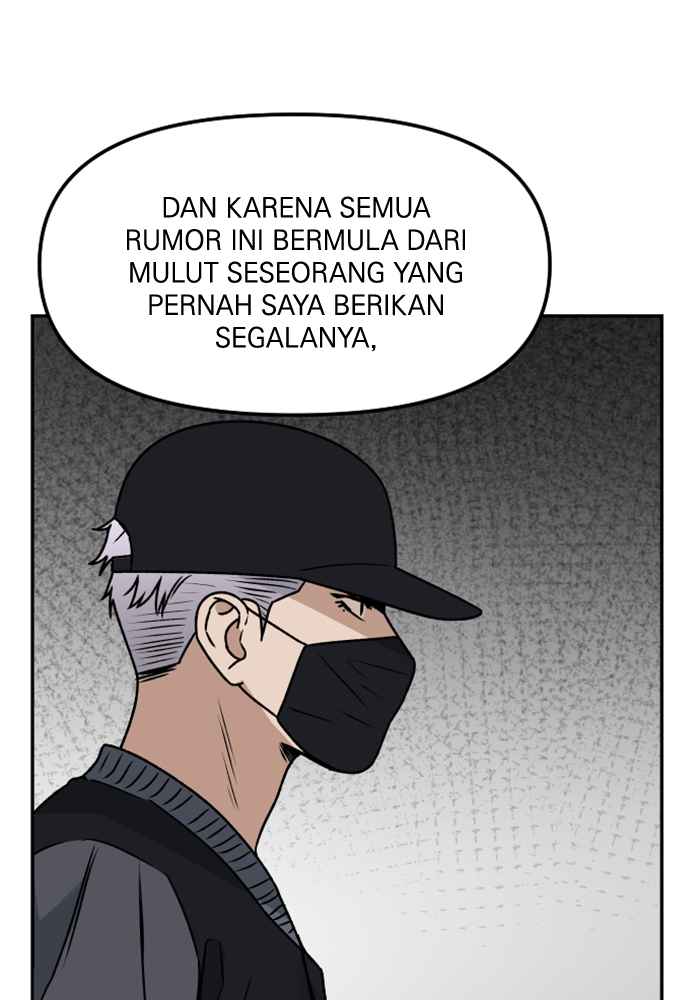 DAN KARENA SEMUA
RUMOR INI BERMULA DARI
MULUT SESEORANG YANG
PERNAH SAYA BERIKAN
SEGALANYA,